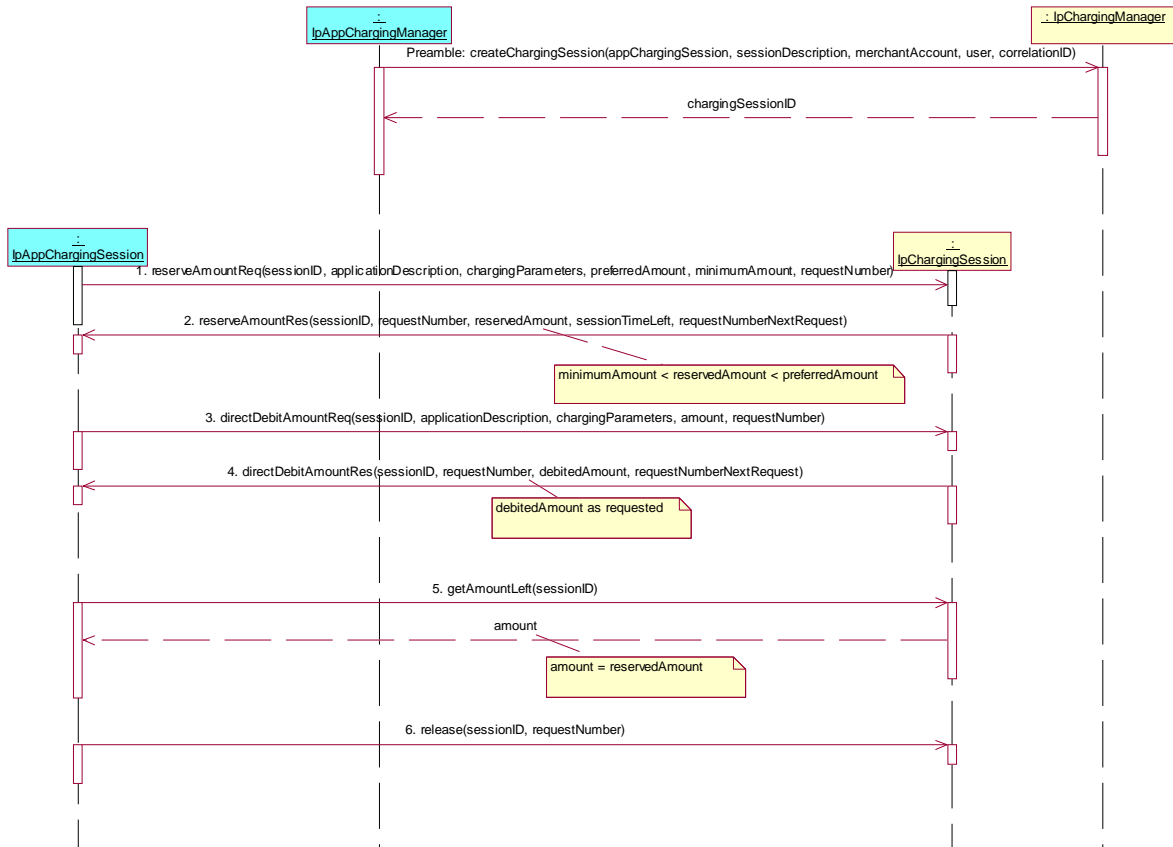 :
IpAppChargingManager
: IpChargingManager
Preamble: createChargingSession(appChargingSession, sessionDescription, merchantAccount, user, correlationID)
chargingSessionID
:
IpAppChargingSession
:
IpChargingSession
1. reserveAmountReq(sessionID, applicationDescription, chargingParameters, preferredAmount, minimumAmount, requestNumber)
2. reserveAmountRes(sessionID, requestNumber, reservedAmount, sessionTimeLeft, requestNumberNextRequest)
minimumAmount < reservedAmount < preferredAmount
3. directDebitAmountReq(sessionID, applicationDescription, chargingParameters, amount, requestNumber)
4. directDebitAmountRes(sessionID, requestNumber, debitedAmount, requestNumberNextRequest)
debitedAmount as requested
5. getAmountLeft(sessionID)
amount
amount = reservedAmount
6. release(sessionID, requestNumber)